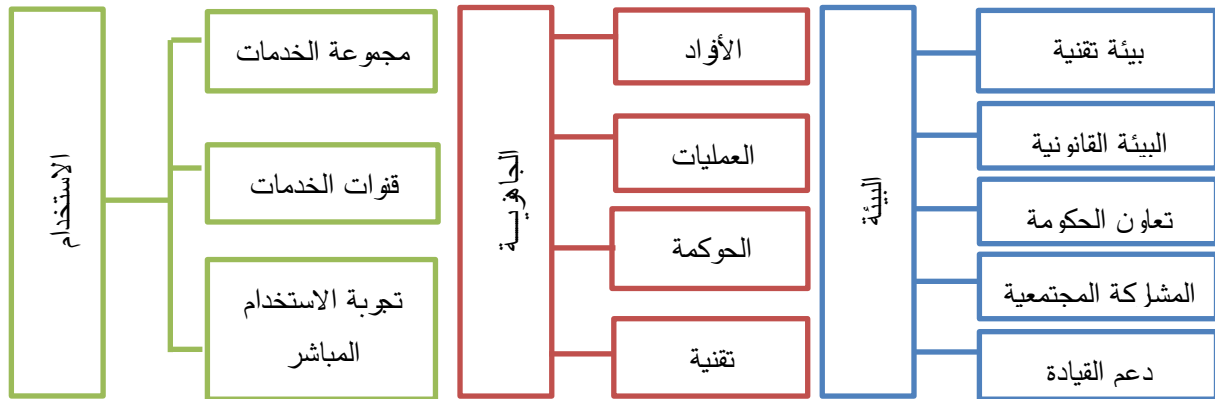 البيئة
بيئة تقنية
البيئة القانونية
تعاون الحكومة
المشاركة المجتمعية
دعم القيادة
الجاهزيـــة
الأفراد
العمليات
الحوكمة
تقنية
الاستخدام
مجموعة الخدمات
قنوات الخدمات
تجربة الاستخدام
المباشر